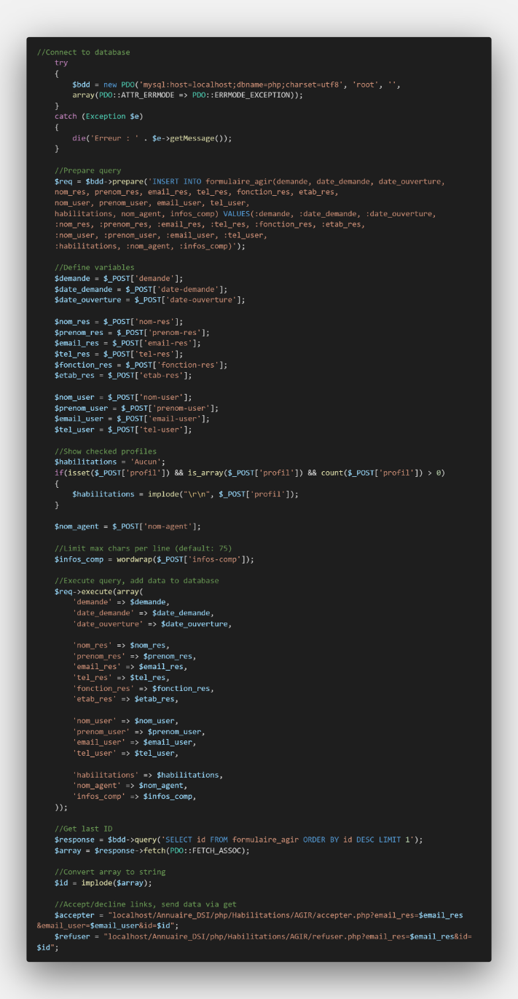 //Connect to database
try
{
$bdd = new PDO('mysql:host=localhost;dbname=php;charset=utf8', 'root', '',
array(PDO::ATTR_ERRMODE => PDO::ERRMODE_EXCEPTION));
}
catch (Exception $e)
{
die('Erreur : ' . $e->getMessage());
}
//Prepare query
$req = $bdd->prepare('INSERT INTO formulaire_agir(demande, date_demande, date_ouverture,
nom_res, prenom_res, email_res, tel_res, fonction_res, etab_res,
nom_user, prenom_user, email_user, tel_user,
habilitations, nom_agent, infos_comp) VALUES(:demande, :date_demande, :date_ouverture,
:nom_res, :prenom_res, :email_res, :tel_res, :fonction_res, :etab_res,
:nom_user, :prenom_user, :email_user, :tel_user,
:habilitations, :nom_agent, :infos_comp)');
//Define variables
$demande = $_POST['demande'];
$date_demande = $_POST['date-demande'];
$date_ouverture = $_POST['date-ouverture'];
$nom_res = $_POST['nom-res'];
$prenom_res = $_POST['prenom-res'];
$email_res = $_POST['email-res'];
$tel_res = $_POST['tel-res'];
$fonction_res = $_POST['fonction-res'];
$etab_res = $_POST['etab-res'];
$nom_user = $_POST['nom-user'];
$prenom_user = $_POST['prenom-user'];
$email_user = $_POST['email-user'];
$tel_user = $_POST['tel-user'];
//Show checked profiles
$habilitations = 'Aucun';
if(isset($_POST['profil']) && is_array($_POST['profil']) && count($_POST['profil']) > 0)
{
$habilitations = implode("\r\n", $_POST['profil']);
}
$nom_agent = $_POST['nom-agent'];
//Limit max chars per line (default: 75)
$infos_comp = wordwrap($_POST['infos-comp']);
//Execute query, add data to database
$req->execute(array(
'demande' => $demande,
'date_demande' => $date_demande,
'date_ouverture' => $date_ouverture,
'nom_res' => $nom_res,
'prenom_res' => $prenom_res,
'email_res' => $email_res,
'tel_res' => $tel_res,
'fonction_res' => $fonction_res,
'etab_res' => $etab_res,
'nom_user' => $nom_user,
'prenom_user' => $prenom_user,
'email_user' => $email_user,
'tel_user' => $tel_user,
'habilitations' => $habilitations,
'nom_agent' => $nom_agent,
'infos_comp' => $infos_comp,
));
//Get last ID
$response = $bdd->query('SELECT id FROM formulaire_agir ORDER BY id DESC LIMIT 1');
$array = $response->fetch(PDO::FETCH_ASSOC);
//Convert array to string
$id = implode($array);
//Accept/decline links, send data via get
$accepter = "localhost/Annuaire_DSI/php/Habilitations/AGIR/accepter.php?email_res=$email_res
&email_user=$email_user&id=$id";
$refuser = "localhost/Annuaire_DSI/php/Habilitations/AGIR/refuser.php?email_res=$email_res&id=
$id";